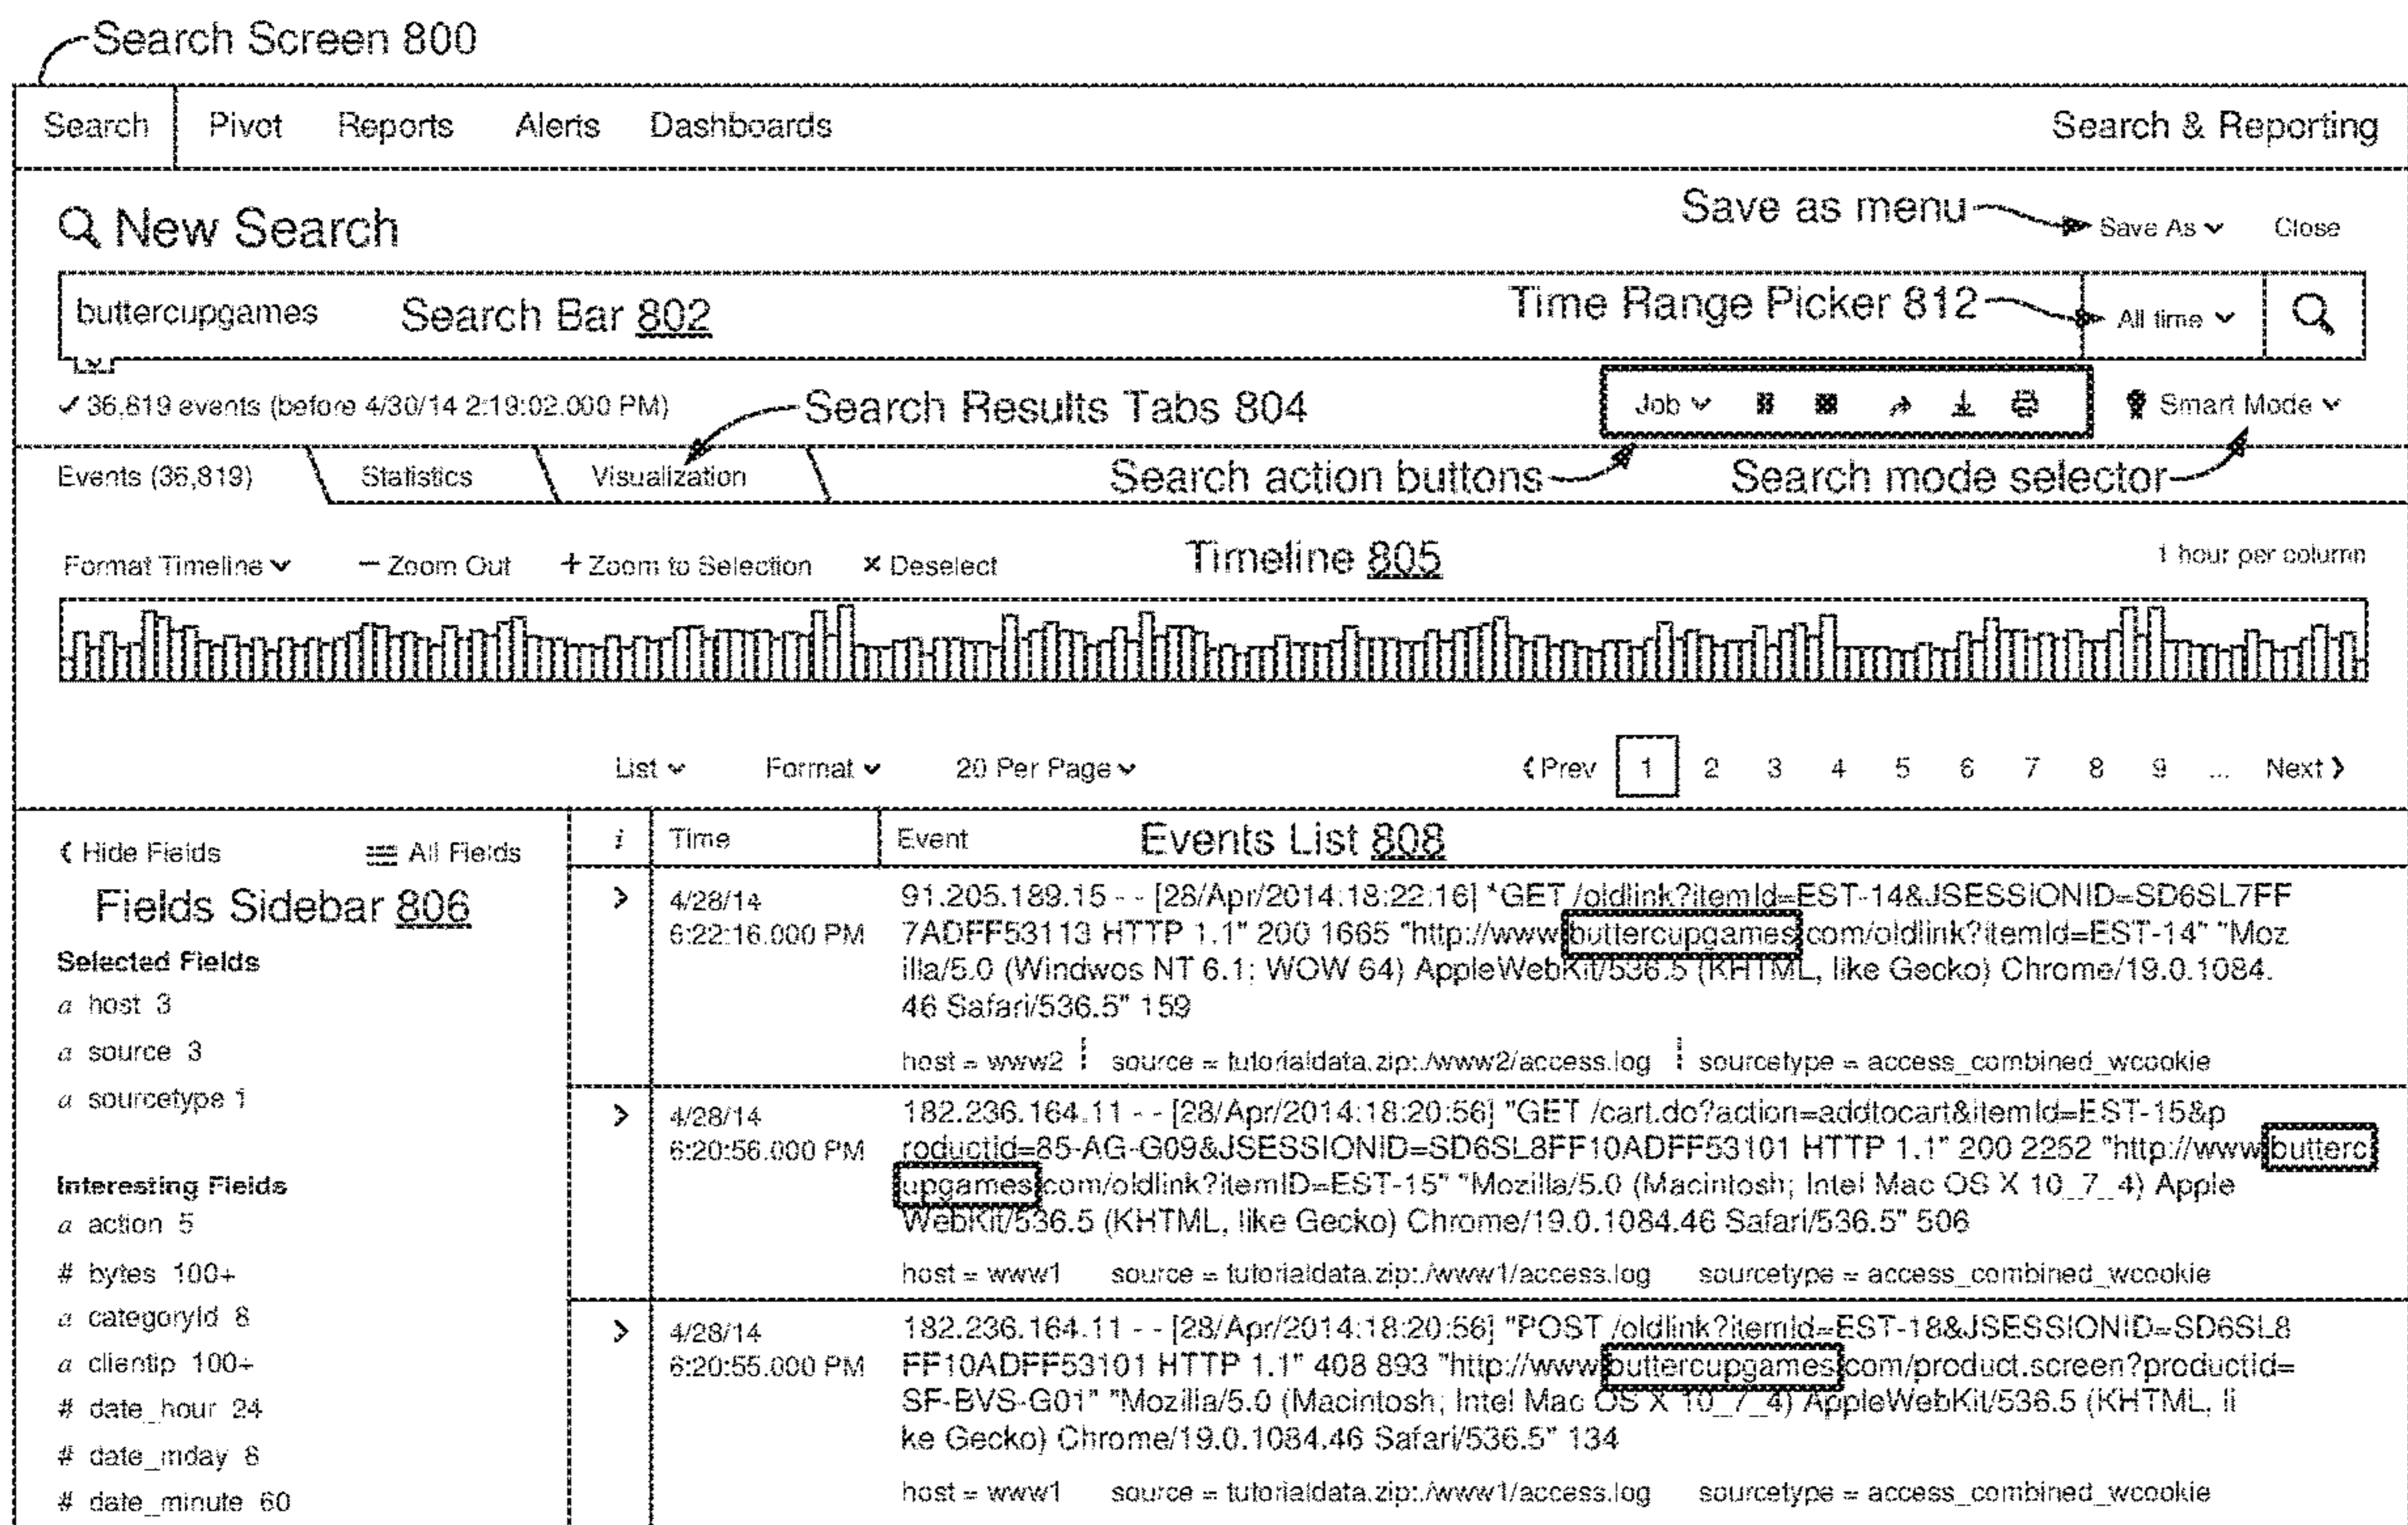 Search Screen 800
Search Pivot Reports Alerts Dashboards Search & Reporting
New Search Save as menu Save As Close
buttercupgames Search Bar 802 Time Range Picker 812 All time
36,819 events (before 4/30/14 2:19:02.000 PM) Search Results Tabs 804 Job Smart Mode
Events (36,819) Statistics Visualization Search action buttons Search mode selector
Format Timeline − Zoom Out + Zoom to Selection × Deselect Timeline 805 1 hour per column
List Format 20 Per Page Prev 1 2 3 4 5 6 7 8 9 ... Next
Hide Fields All Fields
Fields Sidebar 806
Selected Fields
a host 3
a source 3
a sourcetype 1
Interesting Fields
a action 5
# bytes 100+
a categoryId 8
a clientip 100+
# date_hour 24
# date_mday 8
# date_minute 60
i Time Event Events List 808
4/28/14
6:22:16.000 PM
91.205.189.15 - - [28/Apr/2014:18:22:16] "GET /oldlink?itemId=EST-14&JSESSIONID=SD6SL7FF
7ADFF53113 HTTP 1.1" 200 1665 "http://www.buttercupgames.com/oldlink?itemId=EST-14" "Moz
illa/5.0 (Windwos NT 6.1; WOW 64) AppleWebKit/536.5 (KHTML, like Gecko) Chrome/19.0.1084.
46 Safari/536.5" 159
host = www2 source = tutorialdata.zip:./www2/access.log sourcetype = access_combined_wcookie
4/28/14
6:20:56.000 PM
182.236.164.11 - - [28/Apr/2014:18:20:56] "GET /cart.do?action=addtocart&itemId=EST-15&p
roductId=85-AG-G09&JSESSIONID=SD6SL8FF10ADFF53101 HTTP 1.1" 200 2252 "http://www.butterc
upgames.com/oldlink?itemID=EST-15" "Mozilla/5.0 (Macintosh; Intel Mac OS X 10_7_4) Apple
WebKit/536.5 (KHTML, like Gecko) Chrome/19.0.1084.46 Safari/536.5" 506
host = www1 source = tutorialdata.zip:./www1/access.log sourcetype = access_combined_wcookie
4/28/14
6:20:55.000 PM
182.236.164.11 - - [28/Apr/2014:18:20:56] "POST /oldlink?itemId=EST-18&JSESSIONID=SD6SL8
FF10ADFF53101 HTTP 1.1" 408 893 "http://www.buttercupgames.com/product.screen?productId=
SF-BVS-G01" "Mozilla/5.0 (Macintosh; Intel Mac OS X 10_7_4) AppleWebKit/536.5 (KHTML, li
ke Gecko) Chrome/19.0.1084.46 Safari/536.5" 134
host = www1 source = tutorialdata.zip:./www1/access.log sourcetype = access_combined_wcookie